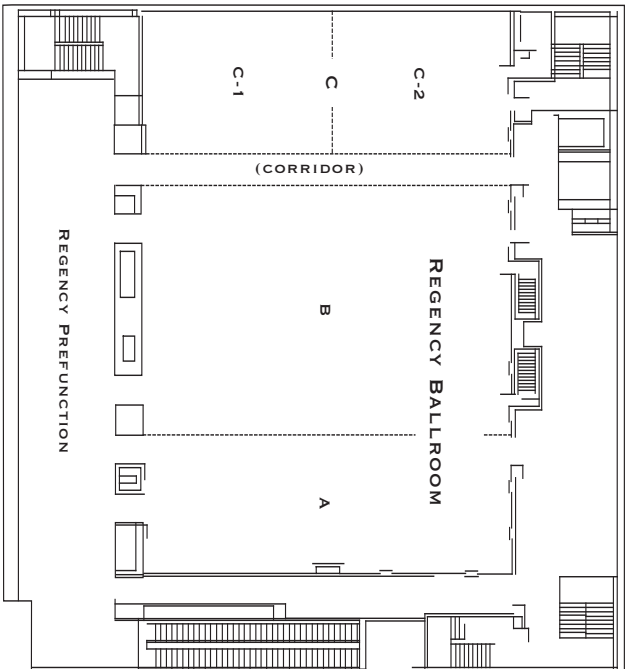 C-1
C
C-2
(CORRIDOR)
REGENCY PREFUNCTION
B
REGENCY BALLROOM
A